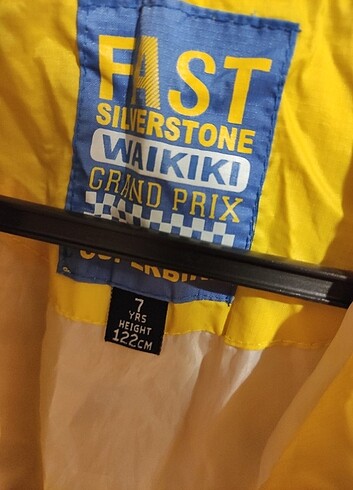 FAST
SILVERSTONE
WAIKIKI
GRAND PRIX
7
YRS
HEIGHT
122CM